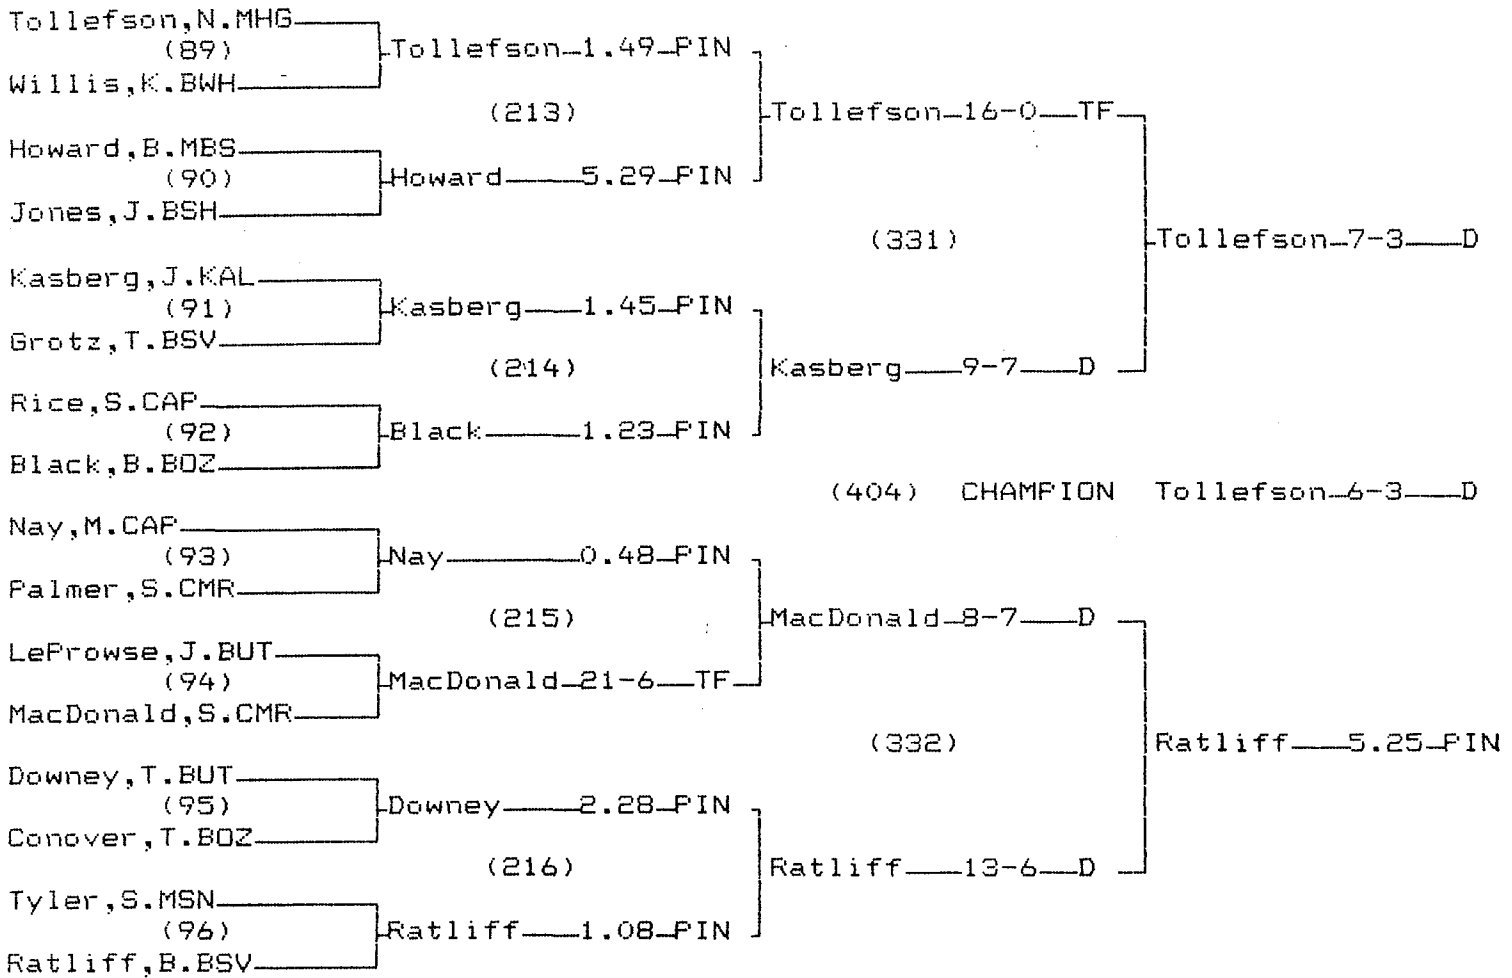 Tollefson,N.MHG
(89) Tollefson 1.49 PIN
Willis,K.BWH
(213) Tollefson 16-0 TF
Howard,B.MBS
(90) Howard 5.29 PIN
Jones,J.BSH
(331) Tollefson 7-3 D
Kasberg,J.KAL
(91) Kasberg 1.45 PIN
Grotz,T.BSV
(214) Kasberg 9-7 D
Rice,S.CAP
(92) Black 1.23 PIN
Black,B.BOZ
(404) CHAMPION Tollefson 6-3 D
Nay,M.CAP
(93) Nay 0.48 PIN
Palmer,S.CMR
(215) MacDonald 8-7 D
LeProwse,J.BUT
(94) MacDonald 21-6 TF
MacDonald,S.CMR
(332) Ratliff 5.25 PIN
Downey,T.BUT
(95) Downey 2.28 PIN
Conover,T.BOZ
(216) Ratliff 13-6 D
Tyler,S.MSN
(96) Ratliff 1.08 PIN
Ratliff,B.BSV